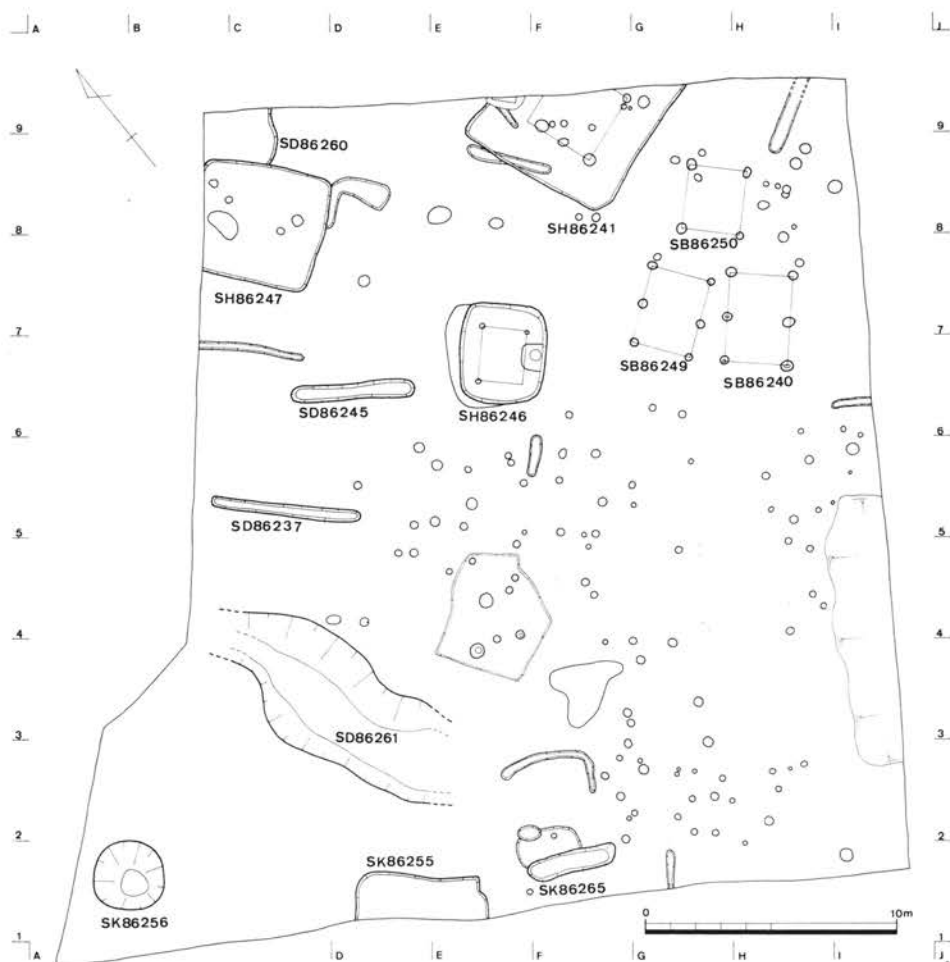 A B C D E F G H I J
9 9
SD86260
8 8
SH86241
SB86250
SH86247
7 7
SB86249
SB86240
SH86246
SD86245
6 6
SD86237
5 5
4 4
SD86261
3 3
2 2
SK86255
SK86265
SK86256
0 10m
1 1
A D E F G H I J